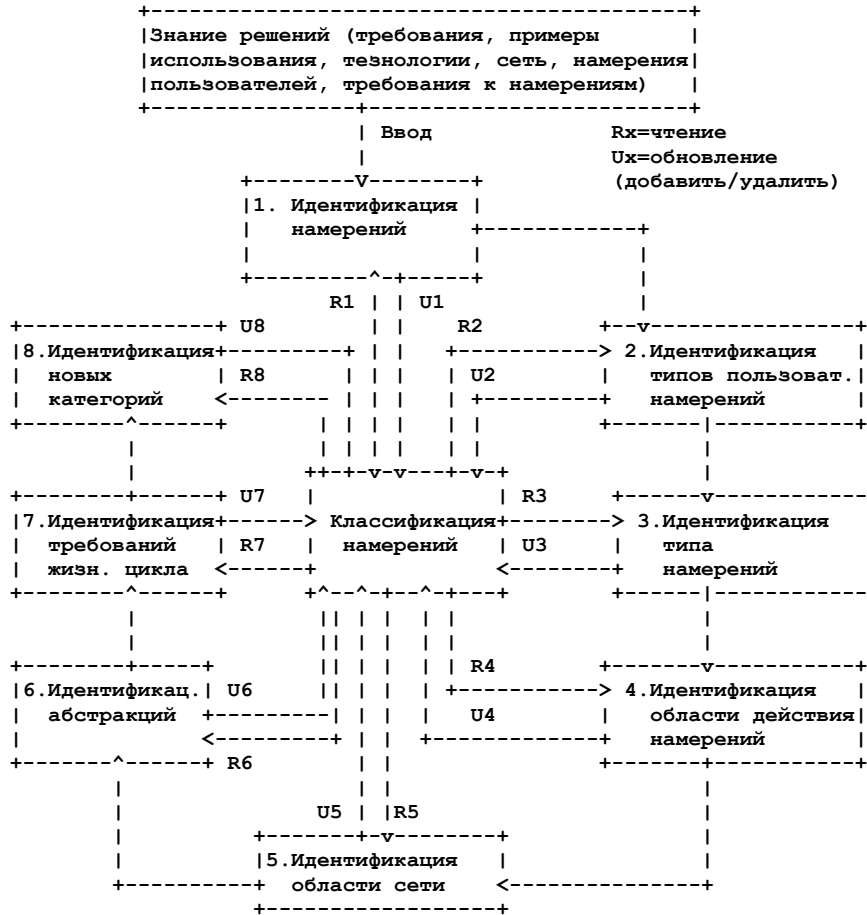 Знание решений (требования, примеры
использования, тезнологии, сеть, намерения
пользователей, требования к намерениям)
Ввод Rx=чтение
Ux=обновление
(добавить/удалить)
1. Идентификация
намерений
R1 U1
U8 R2
8.Идентификация 2.Идентификация
новых R8 U2 типов пользоват.
категорий намерений
U7 R3
7.Идентификация Классификация 3.Идентификация
требований R7 намерений U3 типа
жизн. цикла намерений
R4
6.Идентификац. U6 4.Идентификация
абстракций U4 области действия
намерений
R6
U5 R5
5.Идентификация
области сети